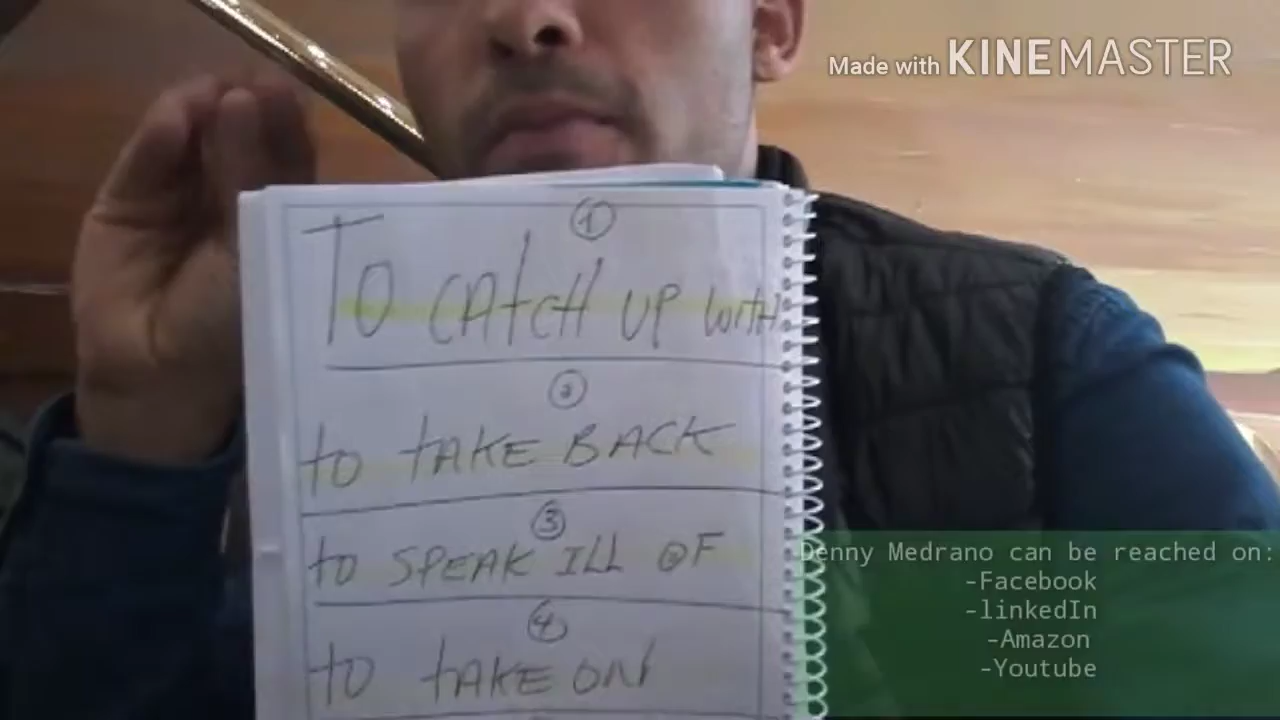 Made with KINEMASTER
1
To CAtCH UP WITH
2
to tAKE BACK
3
to SPEAK ILL OF
4
to tAKE ON
Denny Medrano can be reached on:
-Facebook
-linkedIn
-Amazon
-Youtube